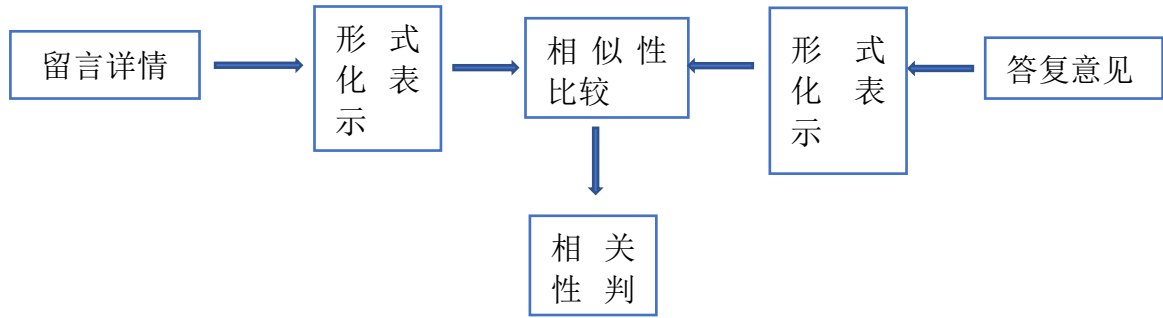 留言详情
形式
化表
示
相似性
比较
形式
化表
示
答复意见
相关
性判